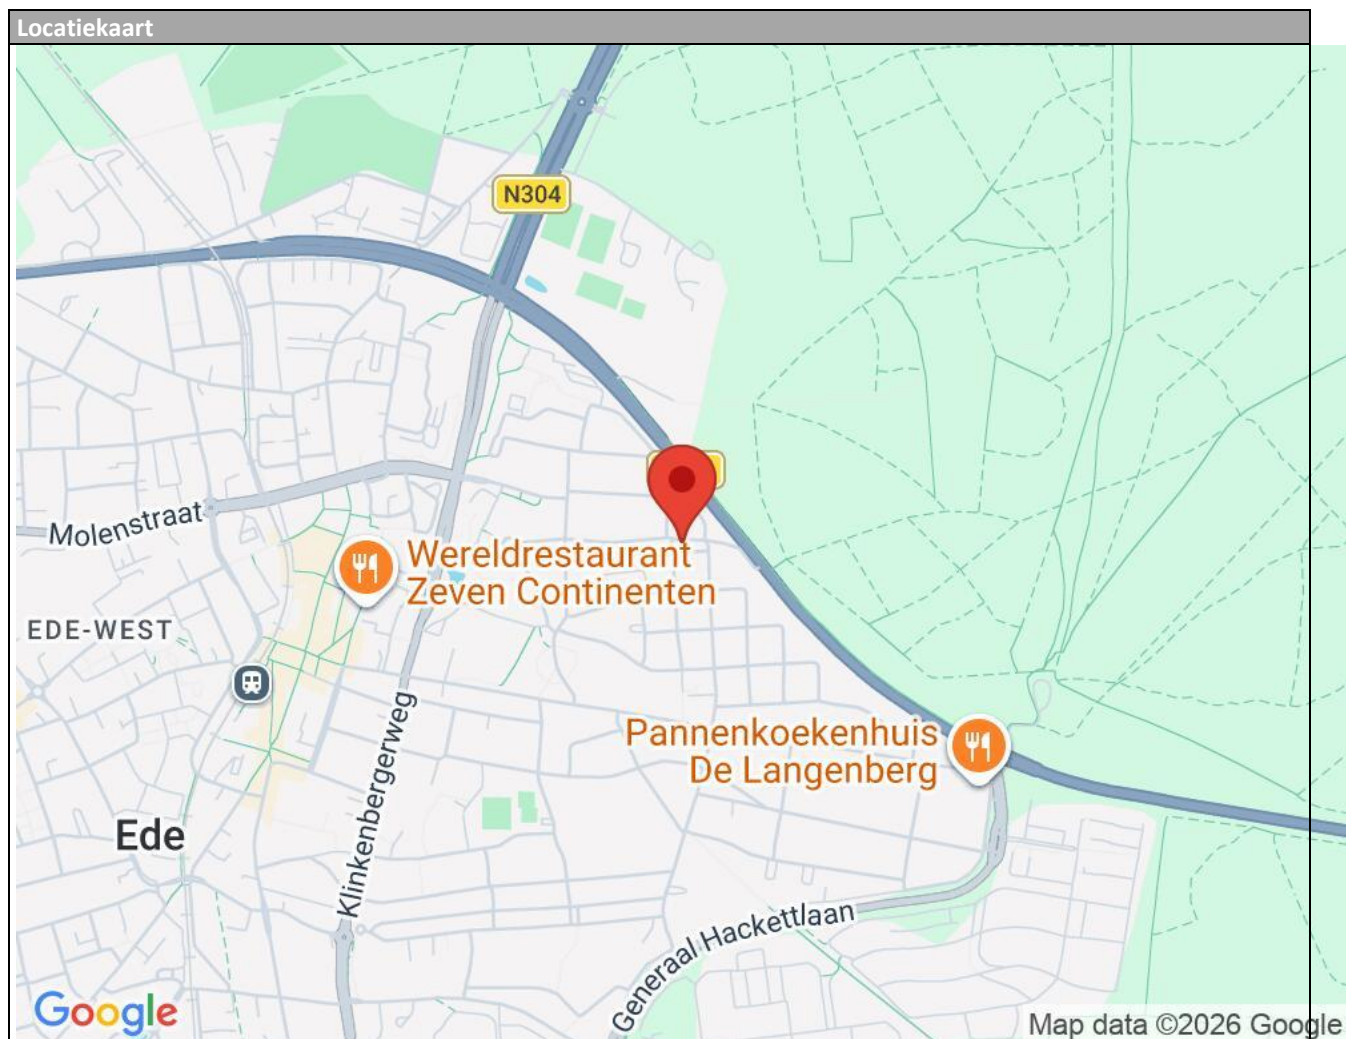 Locatiekaart
N304
Molenstraat
Wereldrestaurant
Zeven Continenten
EDE-WEST
Klinkenbergerweg
Pannenkoekenhuis
De Langenberg
Ede
Generaal Hackettlaan
Google
Map data ©2026 Google